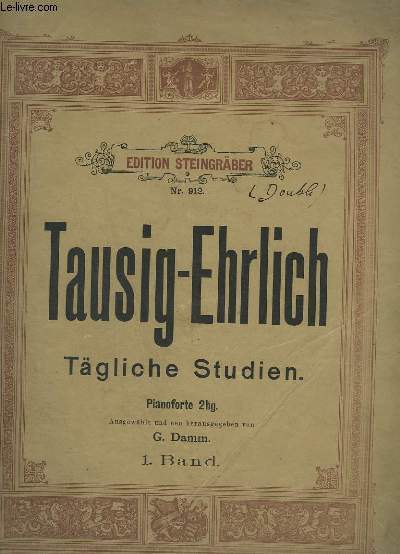 Le-livre.com
EDITION STEINGRÄBER
Nr. 912.
(Double)
Tausig-Ehrlich
Tägliche Studien.
Pianoforte 2hg.
Ausgewählt und neu herausgegeben von
G. Damm.
1. Band.